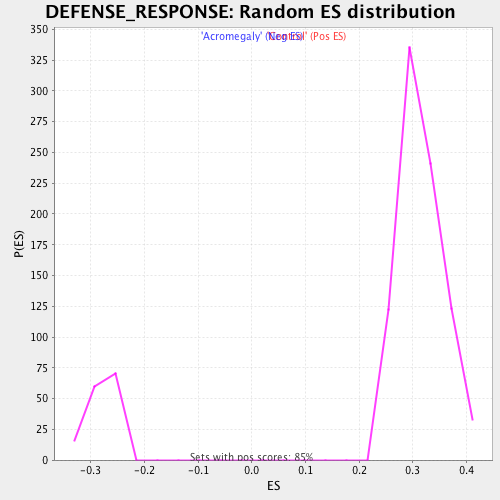 DEFENSE_RESPONSE: Random ES distribution
'Acromegaly' (Neg ES)
'Control' (Pos ES)
350
325
300
275
250
225
200
175
150
125
100
75
50
25
0
P(ES)
Sets with pos scores: 85%
-0.3 -0.2 -0.1 0.0 0.1 0.2 0.3 0.4
ES